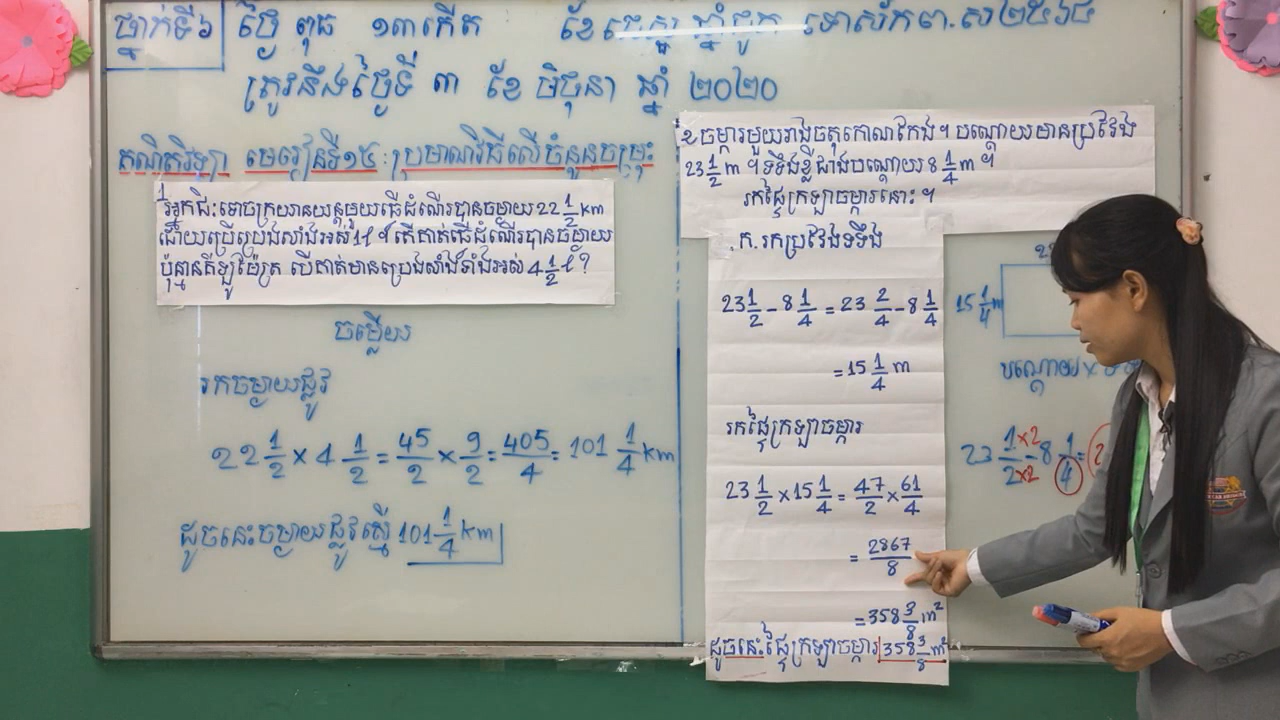 ថ្នាក់ទី៦
ថ្ងៃ ពុធ ១៣កើត ខែ ជេស្ឋ ឆ្នាំជូត ទោស័ក ព.ស ២៥៦៤
ត្រូវនឹងថ្ងៃទី ៣ ខែ មិថុនា ឆ្នាំ ២០២០
គណិតវិទ្យា មេរៀនទី១៥ : ប្រមាណវិធីលើចំនួនចម្រុះ
1
អ្នកជិះទោចក្រយានយន្តមួយធ្វើដំណើរបានចម្ងាយ 22 1/2 km
ដោយប្រើប្រេងសាំងអស់ 1ℓ ។ តើគាត់ធ្វើដំណើរបានចម្ងាយ
ប៉ុន្មានគីឡូម៉ែត្រ បើគាត់មានប្រេងសាំងទាំងអស់ 4 1/2 ℓ ?
ចម្លើយ
រកចម្ងាយផ្លូវ
22 1/2 × 4 1/2 = 45/2 × 9/2 = 405/4 = 101 1/4 km
ដូចនេះចម្ងាយផ្លូវស្មើ 101 1/4 km
២ ចម្ការមួយរាងចតុកោណកែង ។ បណ្តោយមានប្រវែង
23 1/2 m ។ ទទឹងខ្លីជាងបណ្តោយ 8 1/4 m ។
រកផ្ទៃក្រឡាចម្ការនោះ ។
ក. រកប្រវែងទទឹង
23 1/2 - 8 1/4 = 23 2/4 - 8 1/4
= 15 1/4 m
រកផ្ទៃក្រឡាចម្ការ
23 1/2 × 15 1/4 = 47/2 × 61/4
= 2867/8
= 358 3/8 m²
ដូចនេះផ្ទៃក្រឡាចម្ការ 358 3/8 m²
15 1/4 m
បណ្តោយ ×
23 1×2/2×2 - 8 1/4 =